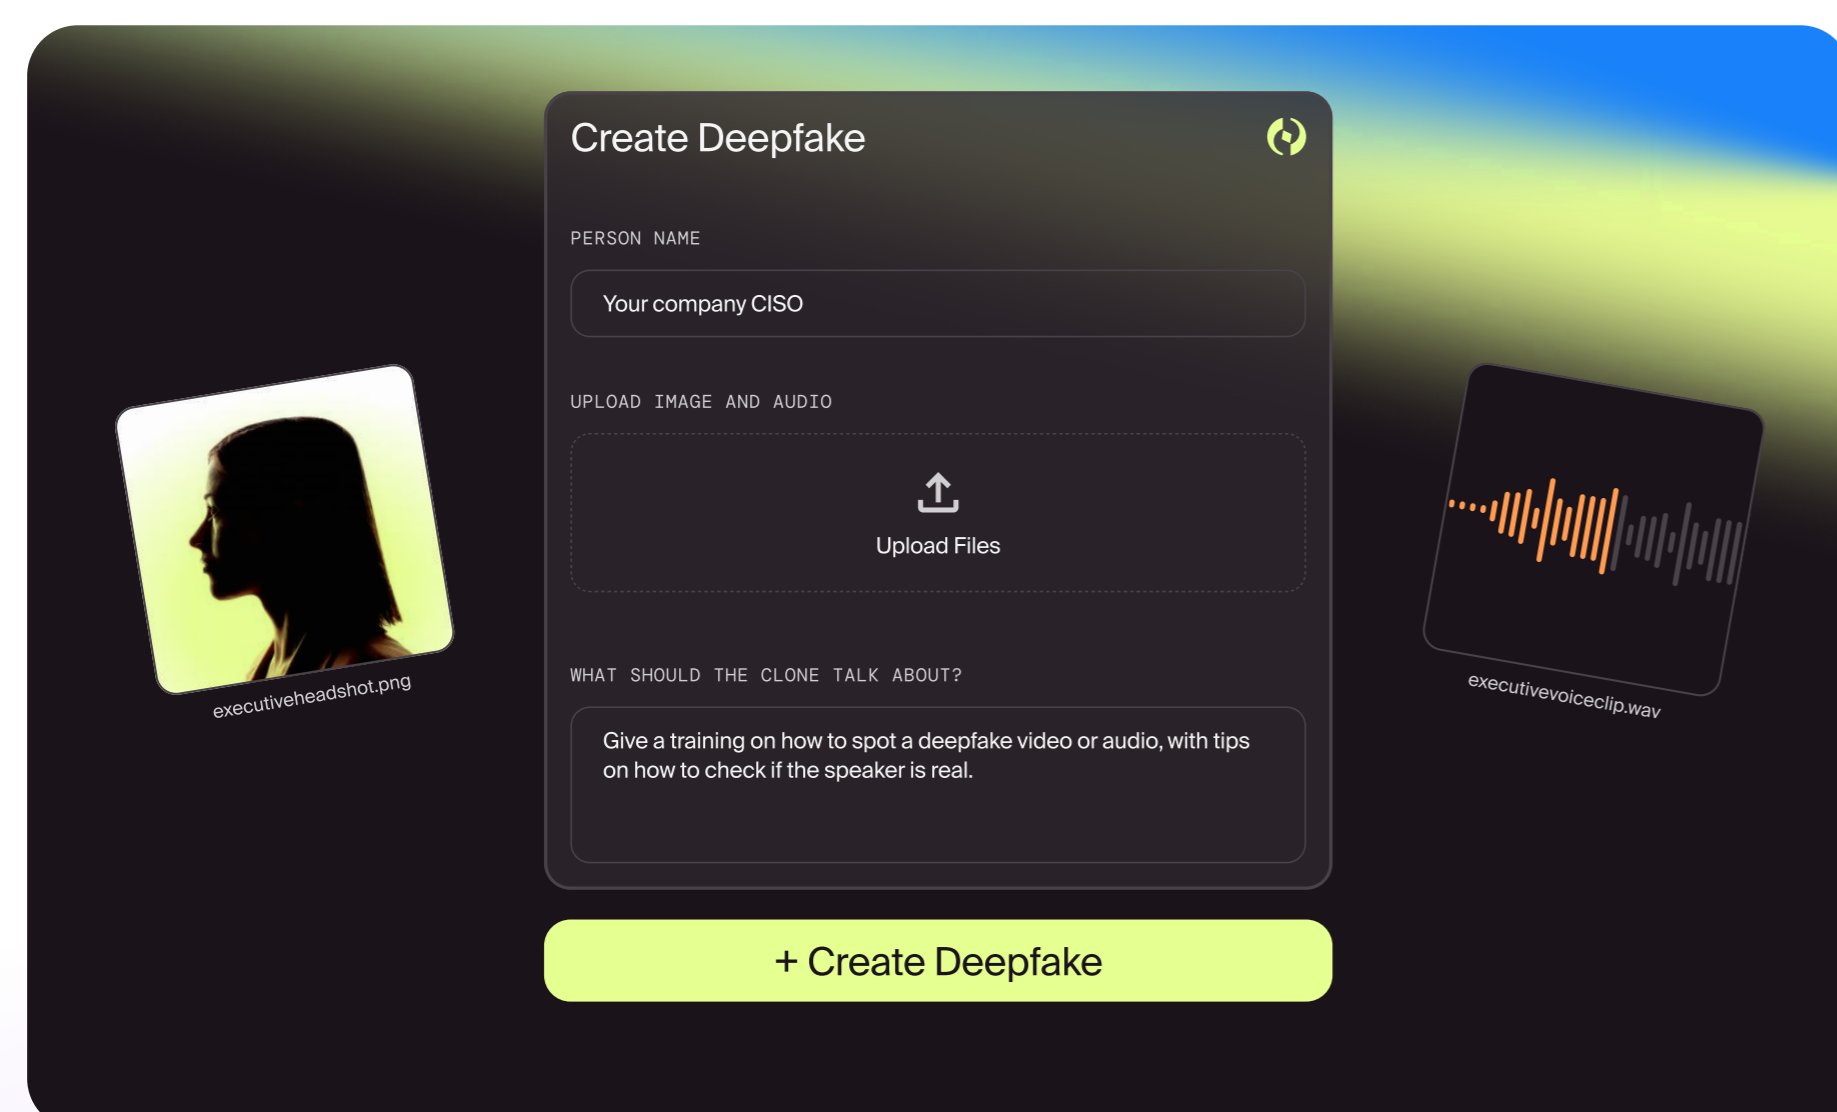 Create Deepfake
PERSON NAME
Your company CISO
UPLOAD IMAGE AND AUDIO
Upload Files
executiveheadshot.png
executivevoiceclip.wav
WHAT SHOULD THE CLONE TALK ABOUT?
Give a training on how to spot a deepfake video or audio, with tips
on how to check if the speaker is real.
+ Create Deepfake